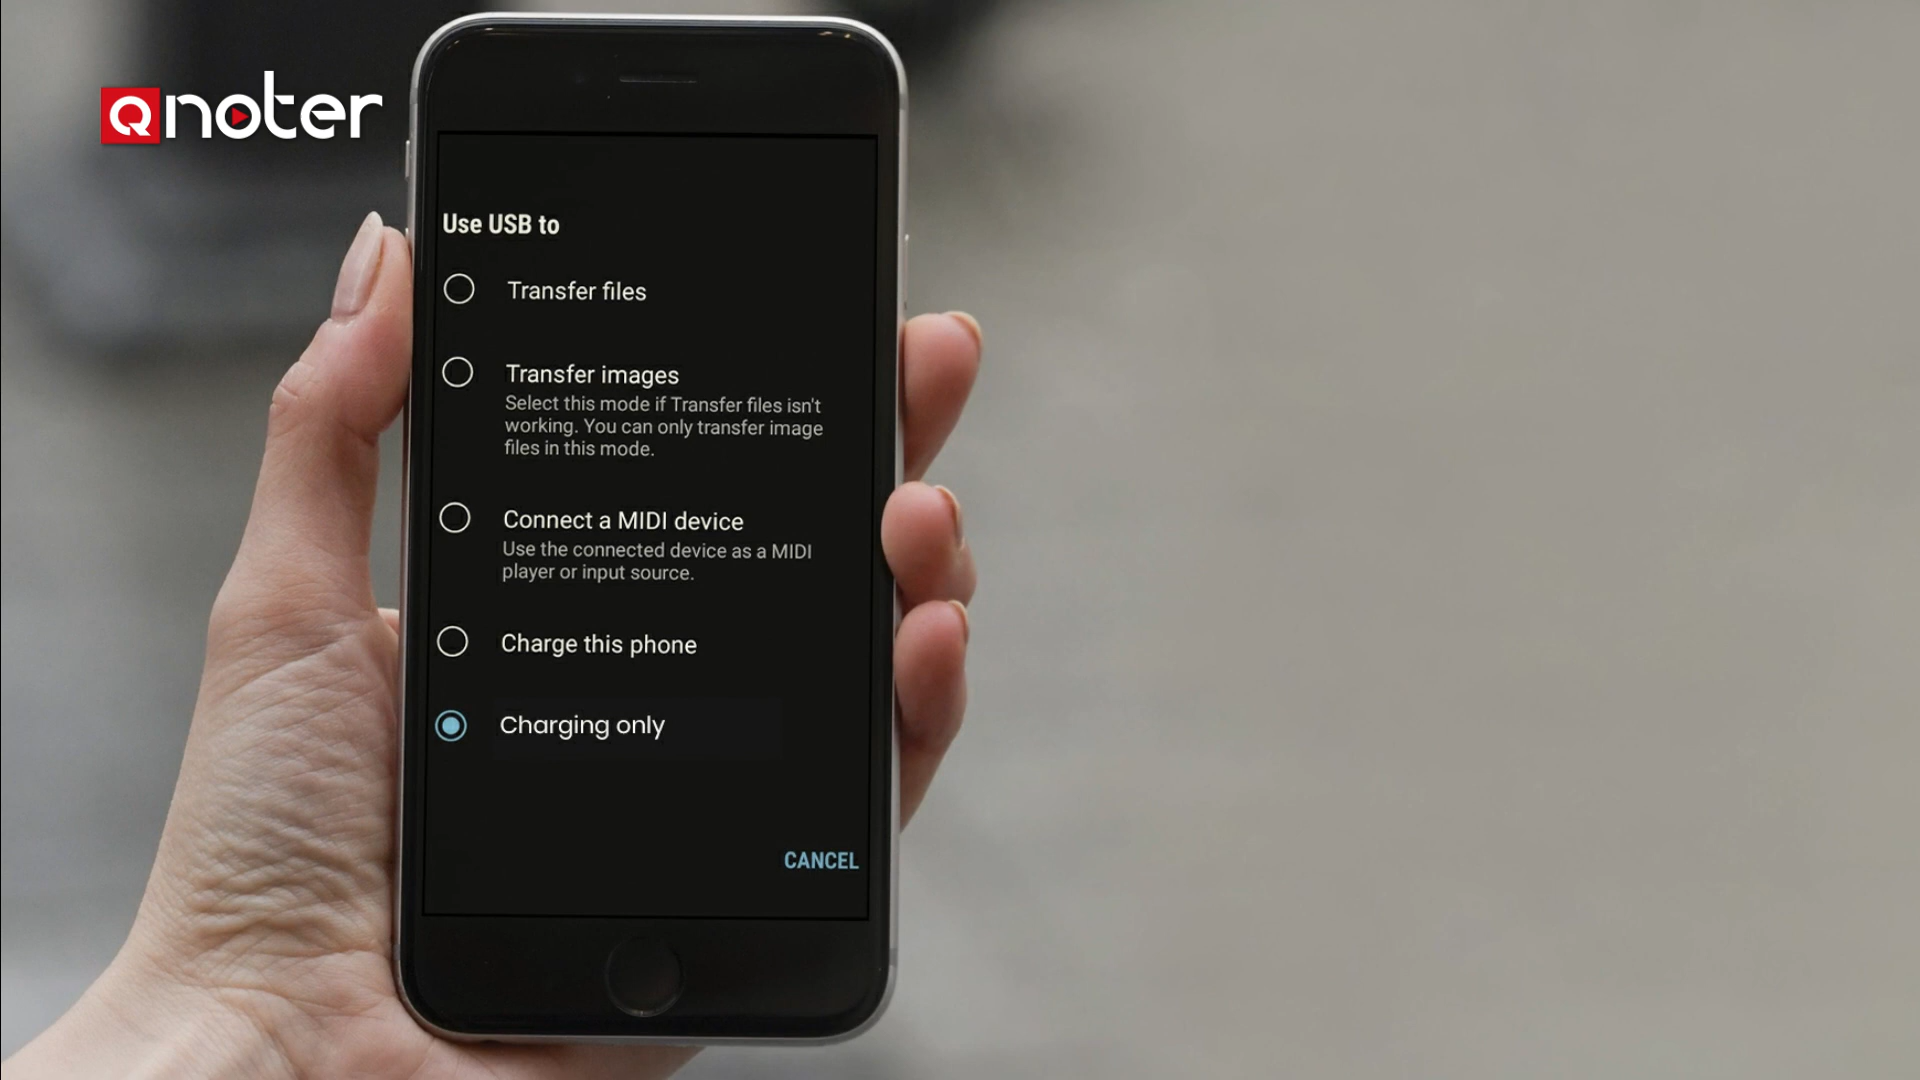 Qnoter
Use USB to
Transfer files
Transfer images
Select this mode if Transfer files isn't
working. You can only transfer image
files in this mode.
Connect a MIDI device
Use the connected device as a MIDI
player or input source.
Charge this phone
Charging only
CANCEL